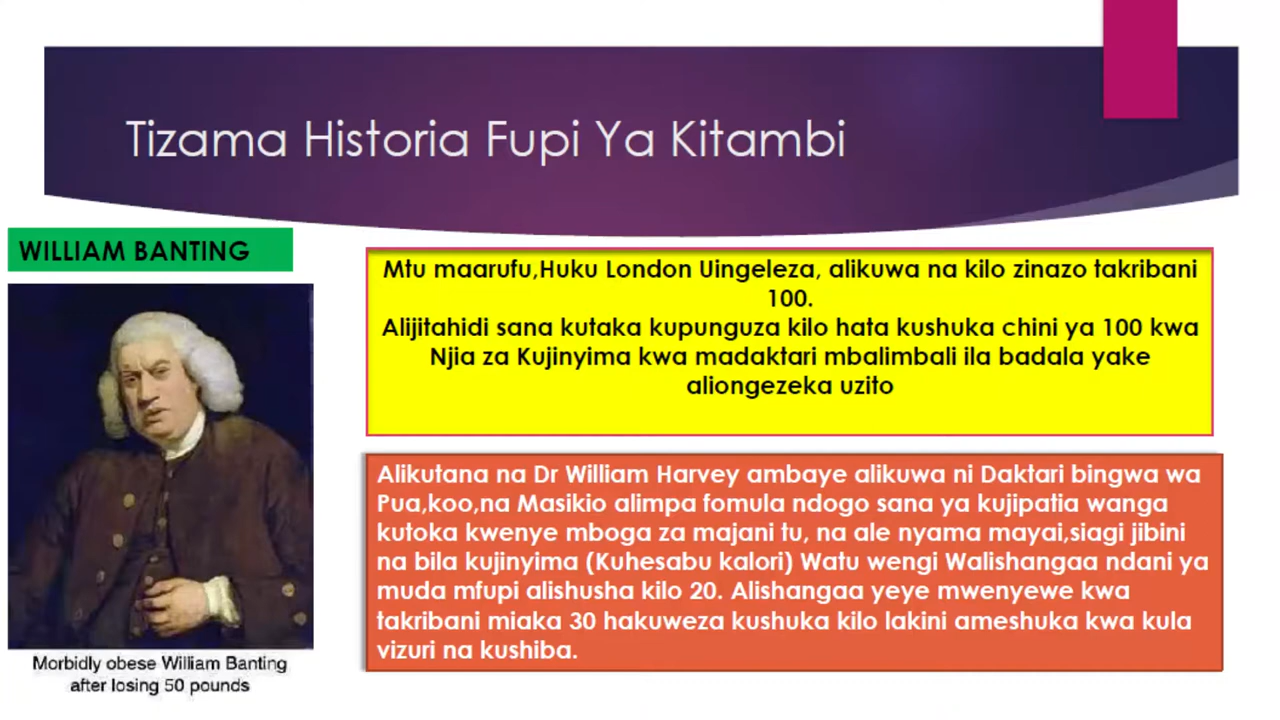 Tizama Historia Fupi Ya Kitambi
WILLIAM BANTING
Mtu maarufu,Huku London Uingeleza, alikuwa na kilo zinazo takribani
100.
Alijitahidi sana kutaka kupunguza kilo hata kushuka chini ya 100 kwa
Njia za Kujinyima kwa madaktari mbalimbali ila badala yake
aliongezeka uzito
Alikutana na Dr William Harvey ambaye alikuwa ni Daktari bingwa wa
Pua,koo,na Masikio alimpa fomula ndogo sana ya kujipatia wanga
kutoka kwenye mboga za majani tu, na ale nyama mayai,siagi jibini
na bila kujinyima (Kuhesabu kalori) Watu wengi Walishangaa ndani ya
muda mfupi alishusha kilo 20. Alishangaa yeye mwenyewe kwa
takribani miaka 30 hakuweza kushuka kilo lakini ameshuka kwa kula
vizuri na kushiba.
Morbidly obese William Banting
after losing 50 pounds